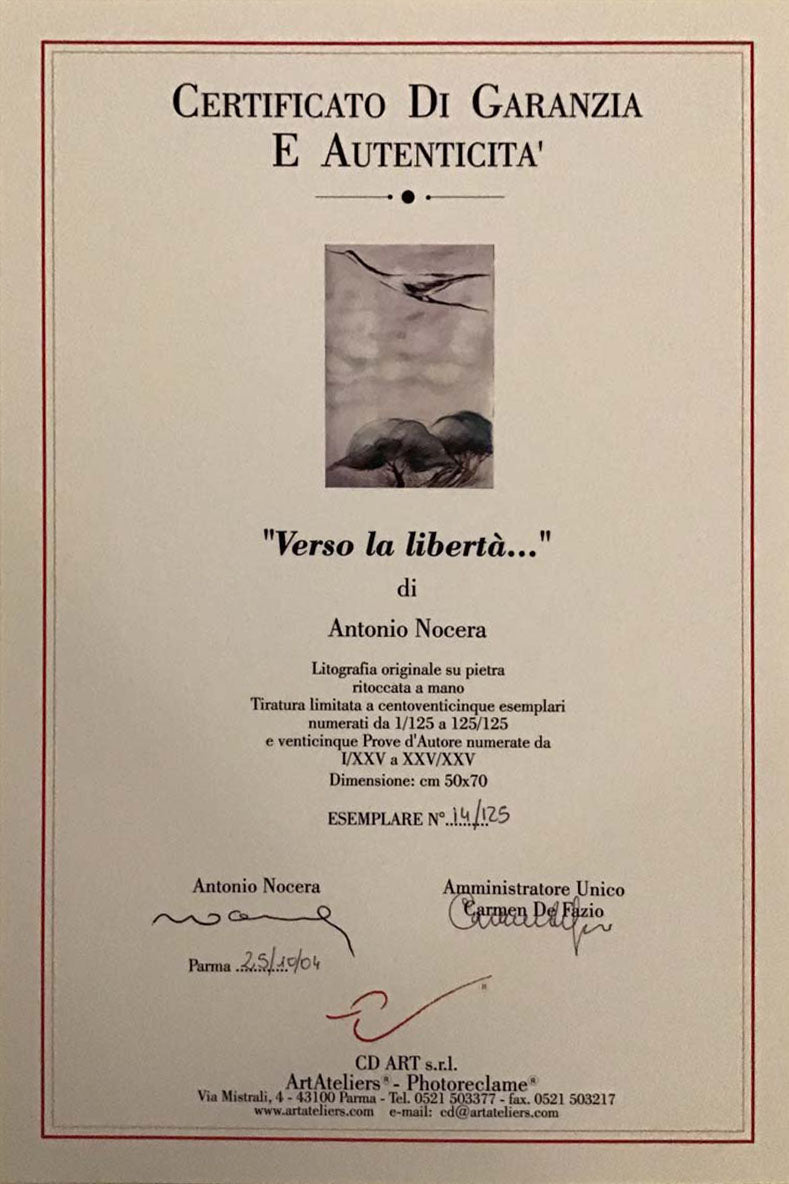 CERTIFICATO DI GARANZIA
E AUTENTICITA'
"Verso la libertà..."
di
Antonio Nocera
Litografia originale su pietra
ritoccata a mano
Tiratura limitata a centoventicinque esemplari
numerati da 1/125 a 125/125
e venticinque Prove d'Autore numerate da
I/XXV a XXV/XXV
Dimensione: cm 50x70
ESEMPLARE N°..14/125
Antonio Nocera
Amministratore Unico
Carmen De Fazio
Parma 25/10/04
CD ART s.r.l.
ArtAteliers® - Photoreclame®
Via Mistrali, 4 - 43100 Parma - Tel. 0521 503377 - fax. 0521 503217
www.artateliers.com e-mail: cd@artateliers.com